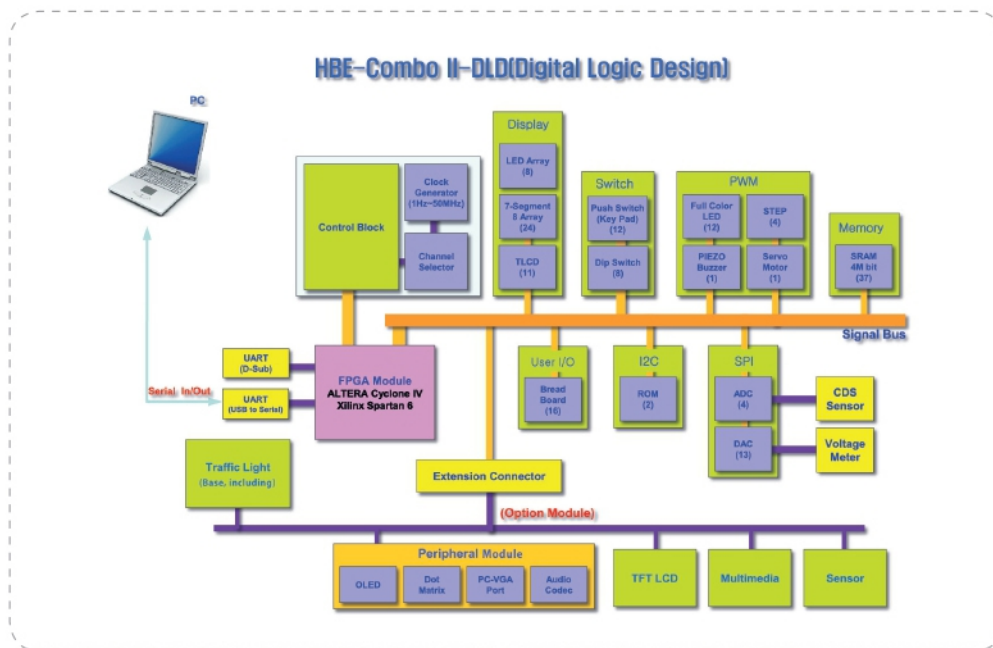 HBE-Combo II-DLD(Digital Logic Design)
PC
Display
LED Array
(8)
7-Segment
8 Array
(24)
TLCD
(11)
Switch
Push Switch
(Key Pad)
(12)
Dip Switch
(8)
PWM
Full Color
LED
(12)
STEP
(4)
PIEZO
Buzzer
(1)
Servo
Motor
(1)
Memory
SRAM
4M bit
(37)
Control Block
Clock
Generator
(1Hz~50MHz)
Channel
Selector
Signal Bus
UART
(D-Sub)
Serial In/Out
UART
(USB to Serial)
FPGA Module
ALTERA Cyclone IV
Xilinx Spartan 6
User I/O
Bread
Board
(16)
I2C
ROM
(2)
SPI
ADC
(4)
DAC
(13)
CDS
Sensor
Voltage
Meter
Traffic Light
(Base, including)
Extension Connector
(Option Module)
Peripheral Module
OLED
Dot
Matrix
PC-VGA
Port
Audio
Codec
TFT LCD
Multimedia
Sensor